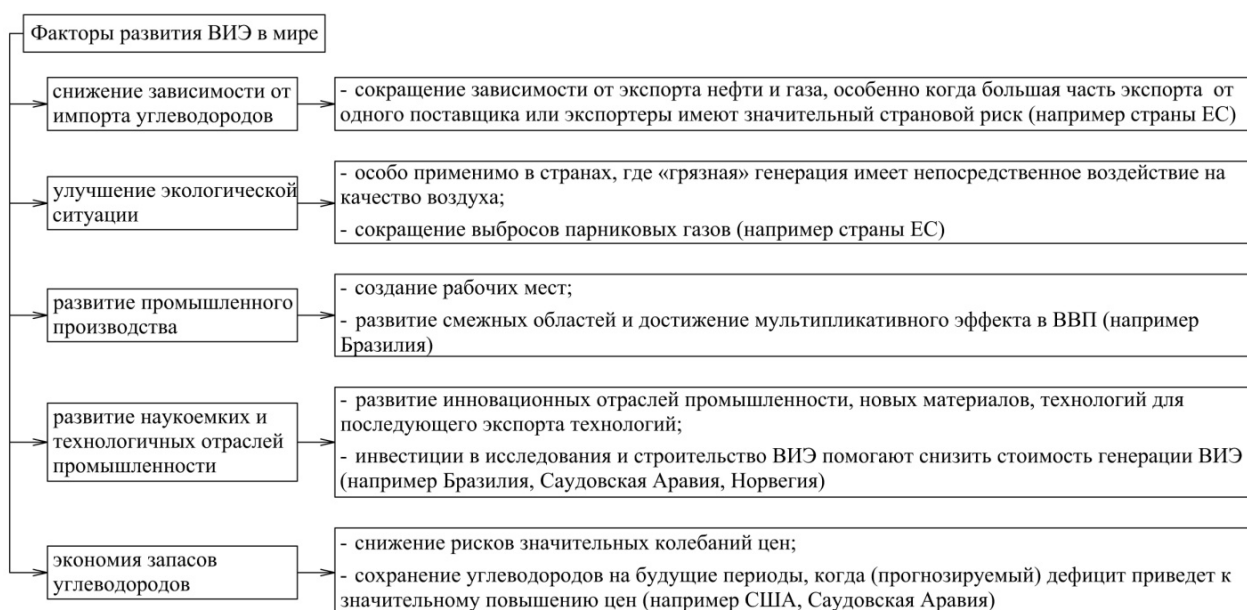 Факторы развития ВИЭ в мире
снижение зависимости от
импорта углеводородов
- сокращение зависимости от экспорта нефти и газа, особенно когда большая часть экспорта от
одного поставщика или экспортеры имеют значительный страновой риск (например страны ЕС)
улучшение экологической
ситуации
- особо применимо в странах, где «грязная» генерация имеет непосредственное воздействие на
качество воздуха;
- сокращение выбросов парниковых газов (например страны ЕС)
развитие промышленного
производства
- создание рабочих мест;
- развитие смежных областей и достижение мультипликативного эффекта в ВВП (например
Бразилия)
развитие наукоемких и
технологичных отраслей
промышленности
- развитие инновационных отраслей промышленности, новых материалов, технологий для
последующего экспорта технологий;
- инвестиции в исследования и строительство ВИЭ помогают снизить стоимость генерации ВИЭ
(например Бразилия, Саудовская Аравия, Норвегия)
экономия запасов
углеводородов
- снижение рисков значительных колебаний цен;
- сохранение углеводородов на будущие периоды, когда (прогнозируемый) дефицит приведет к
значительному повышению цен (например США, Саудовская Аравия)